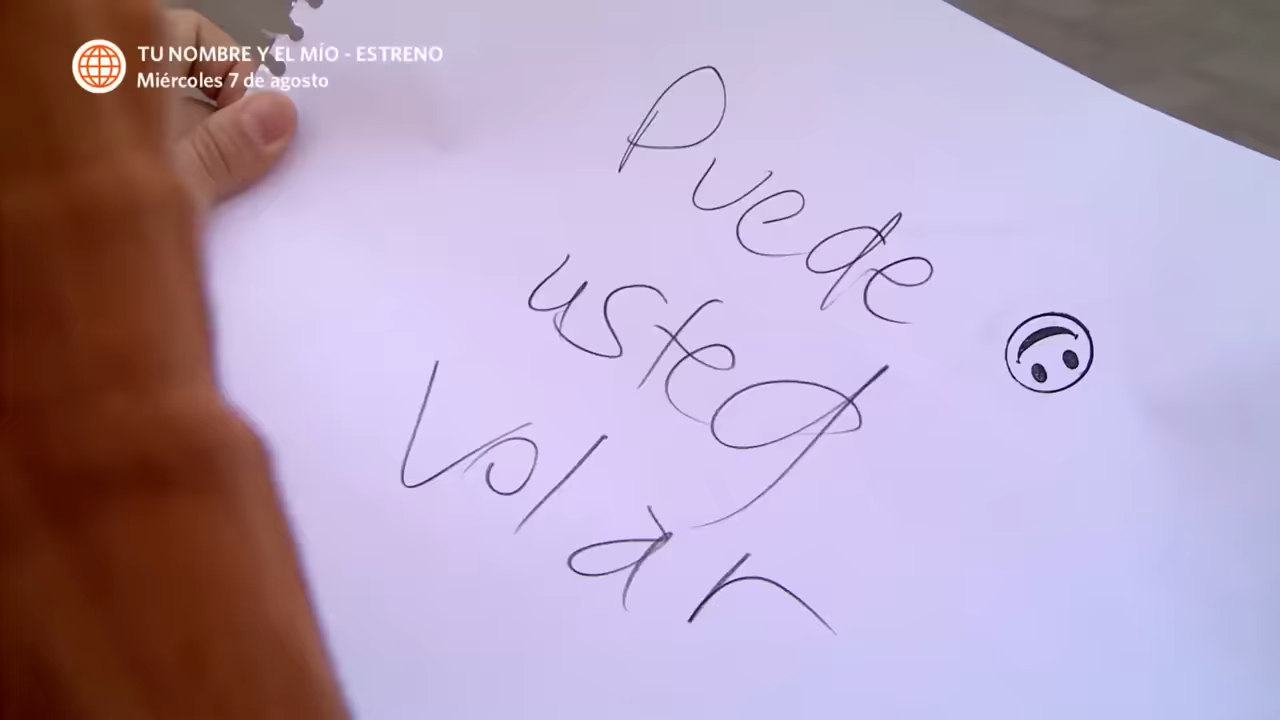 TU NOMBRE Y EL MÍO - ESTRENO
Miércoles 7 de agosto
Puede
usted
Volar